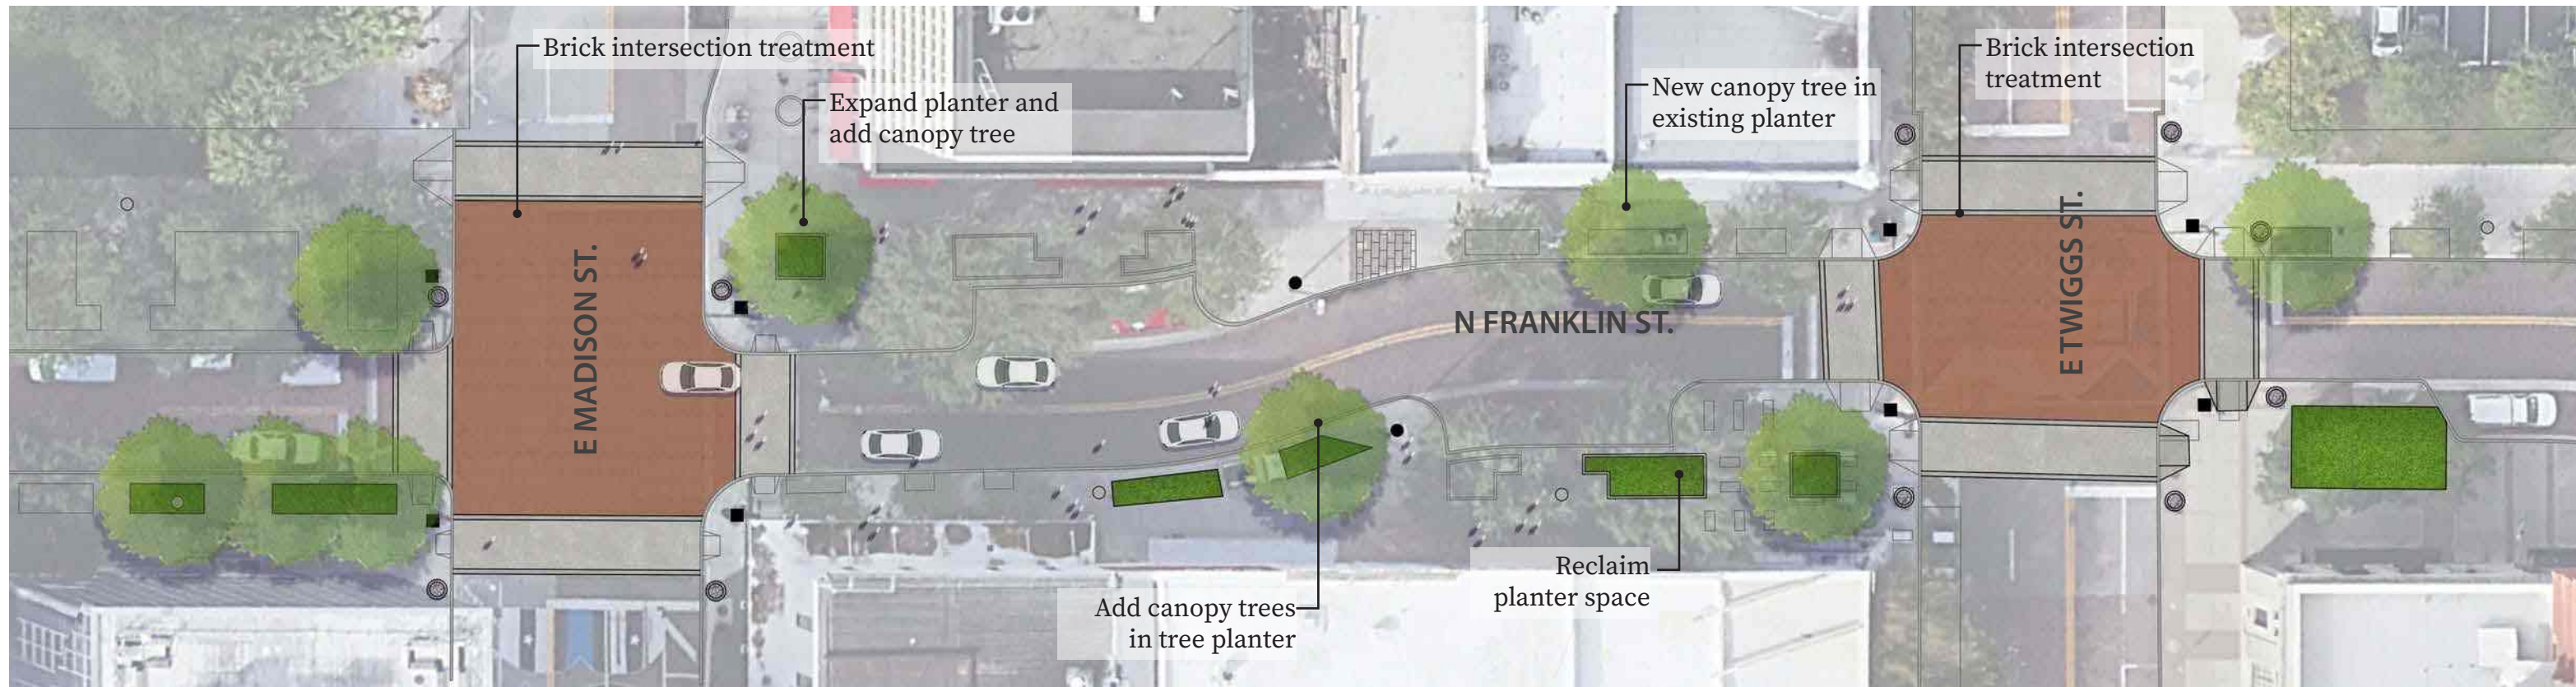 Brick intersection treatment
Expand planter and
add canopy tree
New canopy tree in
existing planter
Brick intersection
treatment
E MADISON ST.
N FRANKLIN ST.
E TWIGGS ST.
Add canopy trees
in tree planter
Reclaim
planter space